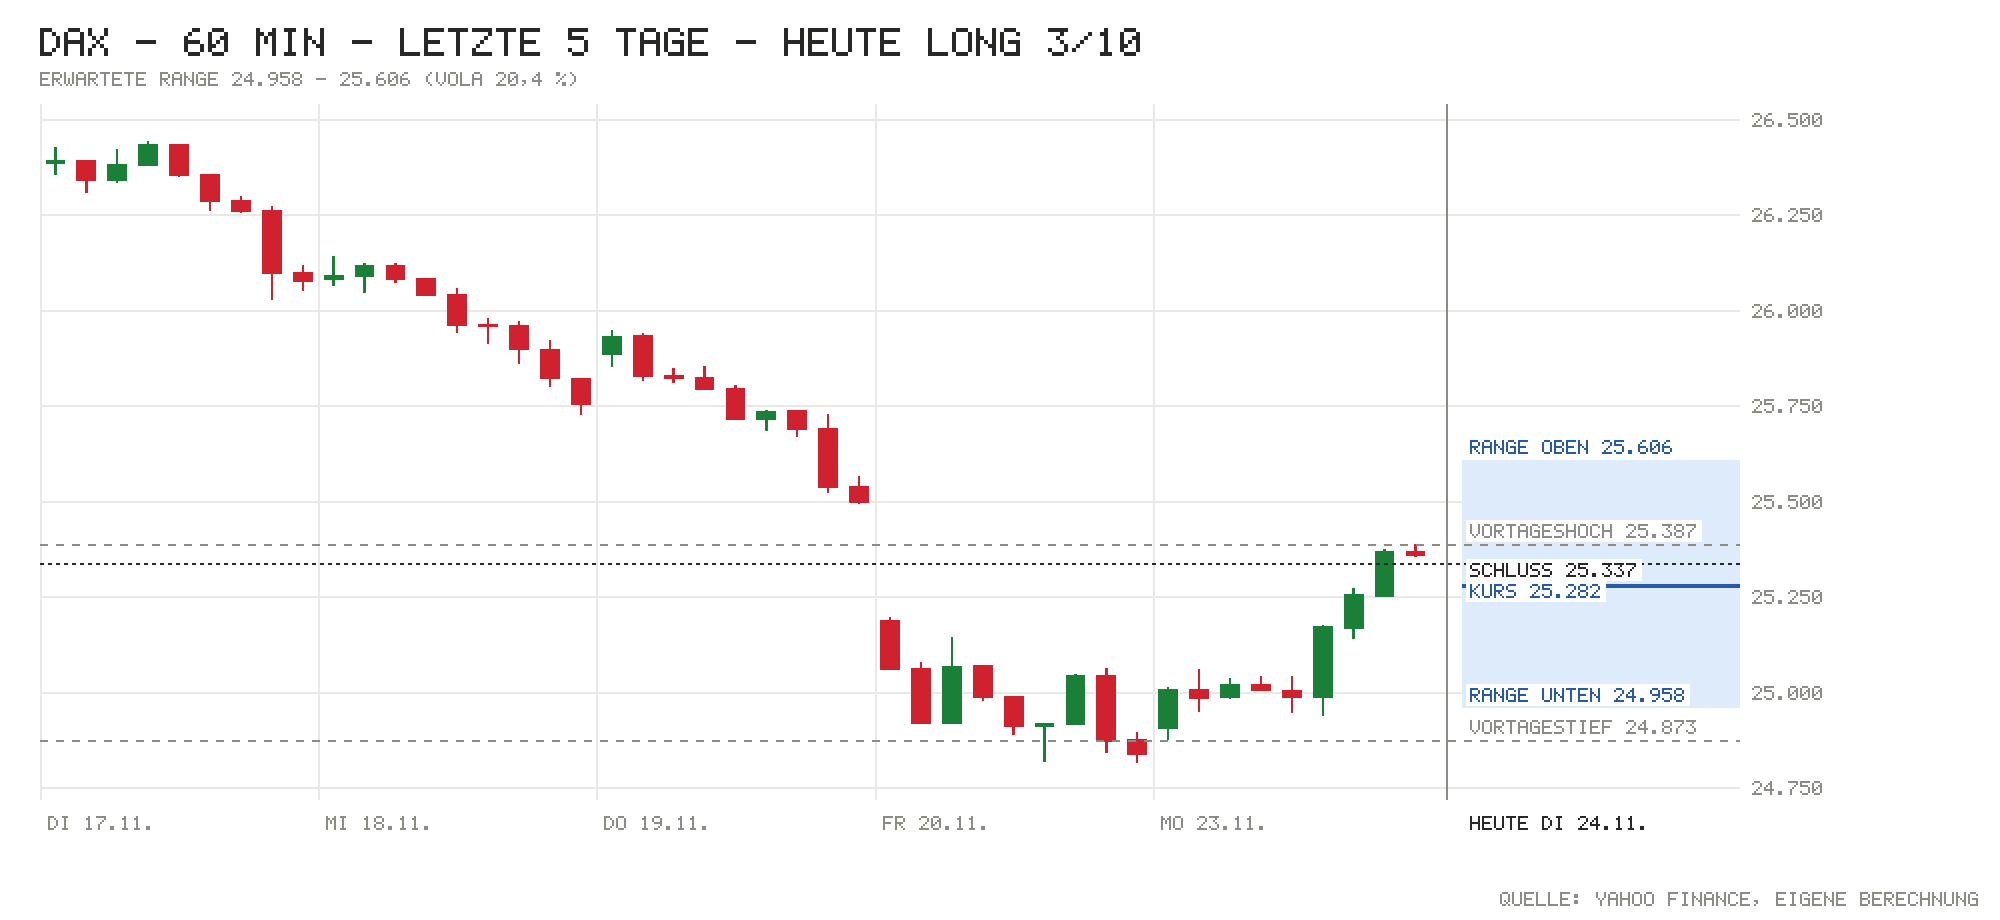 DAX - 60 MIN - LETZTE 5 TAGE - HEUTE LONG 3/10
ERWARTETE RANGE 24.958 - 25.606 (VOLA 20,4 %)
26.500
26.250
26.000
25.750
25.500
25.250
25.000
24.750
RANGE OBEN 25.606
VORTAGESHOCH 25.387
SCHLUSS 25.337
KURS 25.282
RANGE UNTEN 24.958
VORTAGESTIEF 24.873
DI 17.11. MI 18.11. DO 19.11. FR 20.11. MO 23.11. HEUTE DI 24.11.
QUELLE: YAHOO FINANCE, EIGENE BERECHNUNG